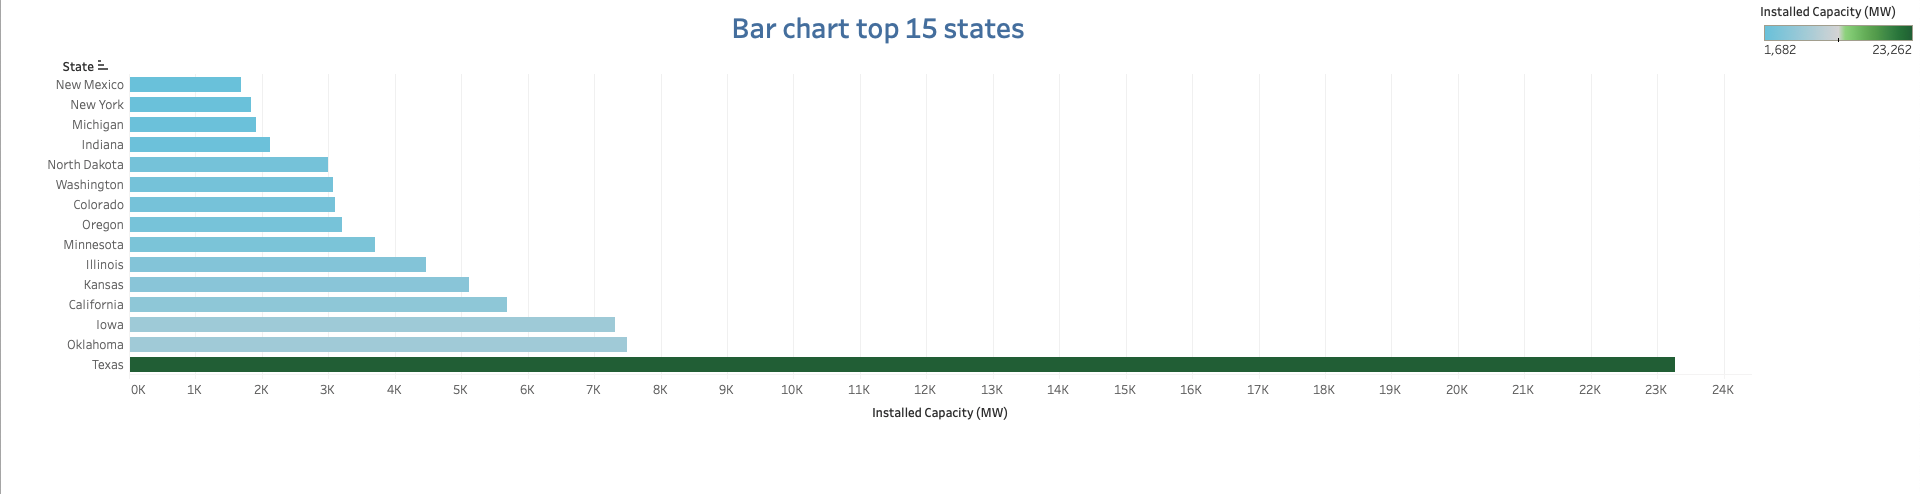 Bar chart top 15 states
Installed Capacity (MW)
1,682 23,262
State
New Mexico
New York
Michigan
Indiana
North Dakota
Washington
Colorado
Oregon
Minnesota
Illinois
Kansas
California
Iowa
Oklahoma
Texas
0K 1K 2K 3K 4K 5K 6K 7K 8K 9K 10K 11K 12K 13K 14K 15K 16K 17K 18K 19K 20K 21K 22K 23K 24K
Installed Capacity (MW)